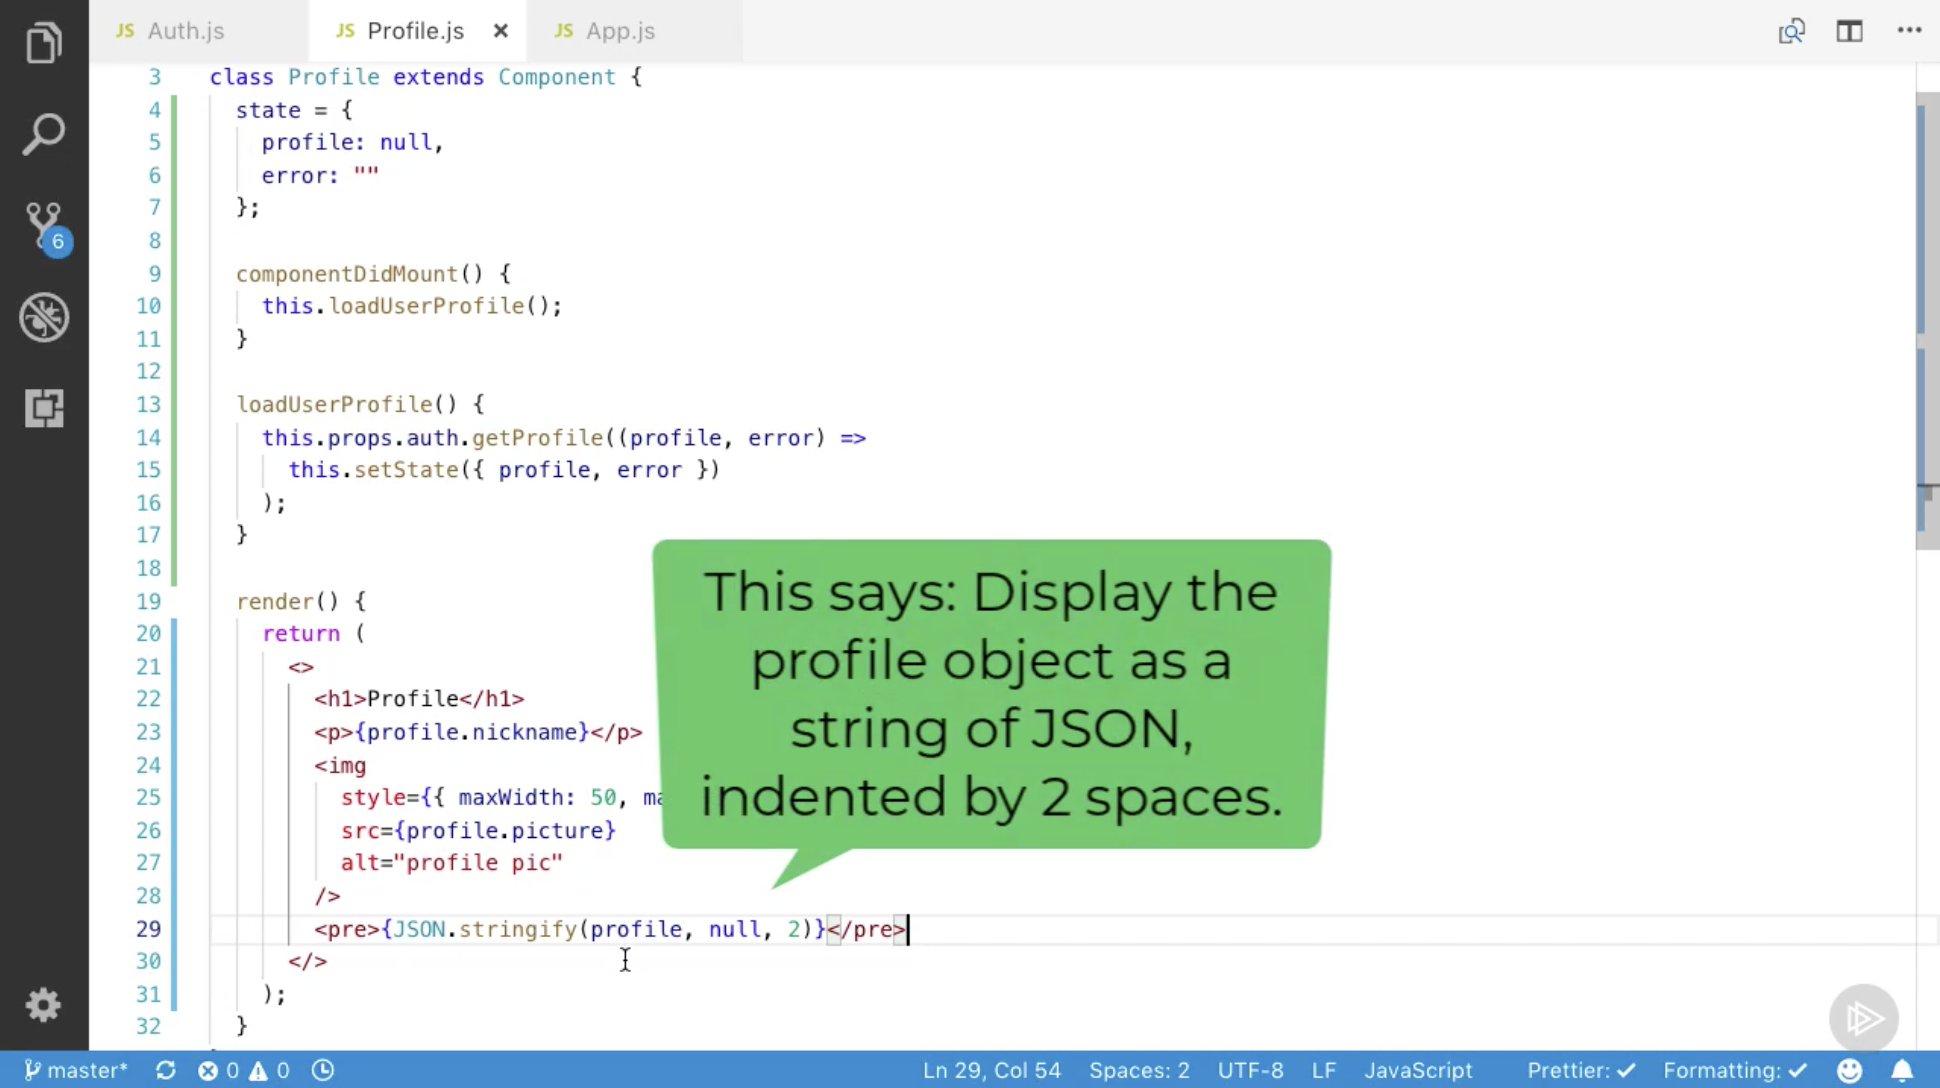 JS Auth.js JS Profile.js × JS App.js
3 class Profile extends Component {
4 state = {
5 profile: null,
6 error: ""
7 };
8
9 componentDidMount() {
10 this.loadUserProfile();
11 }
12
13 loadUserProfile() {
14 this.props.auth.getProfile((profile, error) =>
15 this.setState({ profile, error })
16 );
17 }
18
19 render() {
20 return (
21 <>
22 <h1>Profile</h1>
23 <p>{profile.nickname}</p>
24 <img
25 style={{ maxWidth: 50,
26 src={profile.picture}
27 alt="profile pic"
28 />
29 <pre>{JSON.stringify(profile, null, 2)}</pre>
30 </>
31 );
32 }
This says: Display the
profile object as a
string of JSON,
indented by 2 spaces.
6
master* 0 0 Ln 29, Col 54 Spaces: 2 UTF-8 LF JavaScript Prettier: ✓ Formatting: ✓